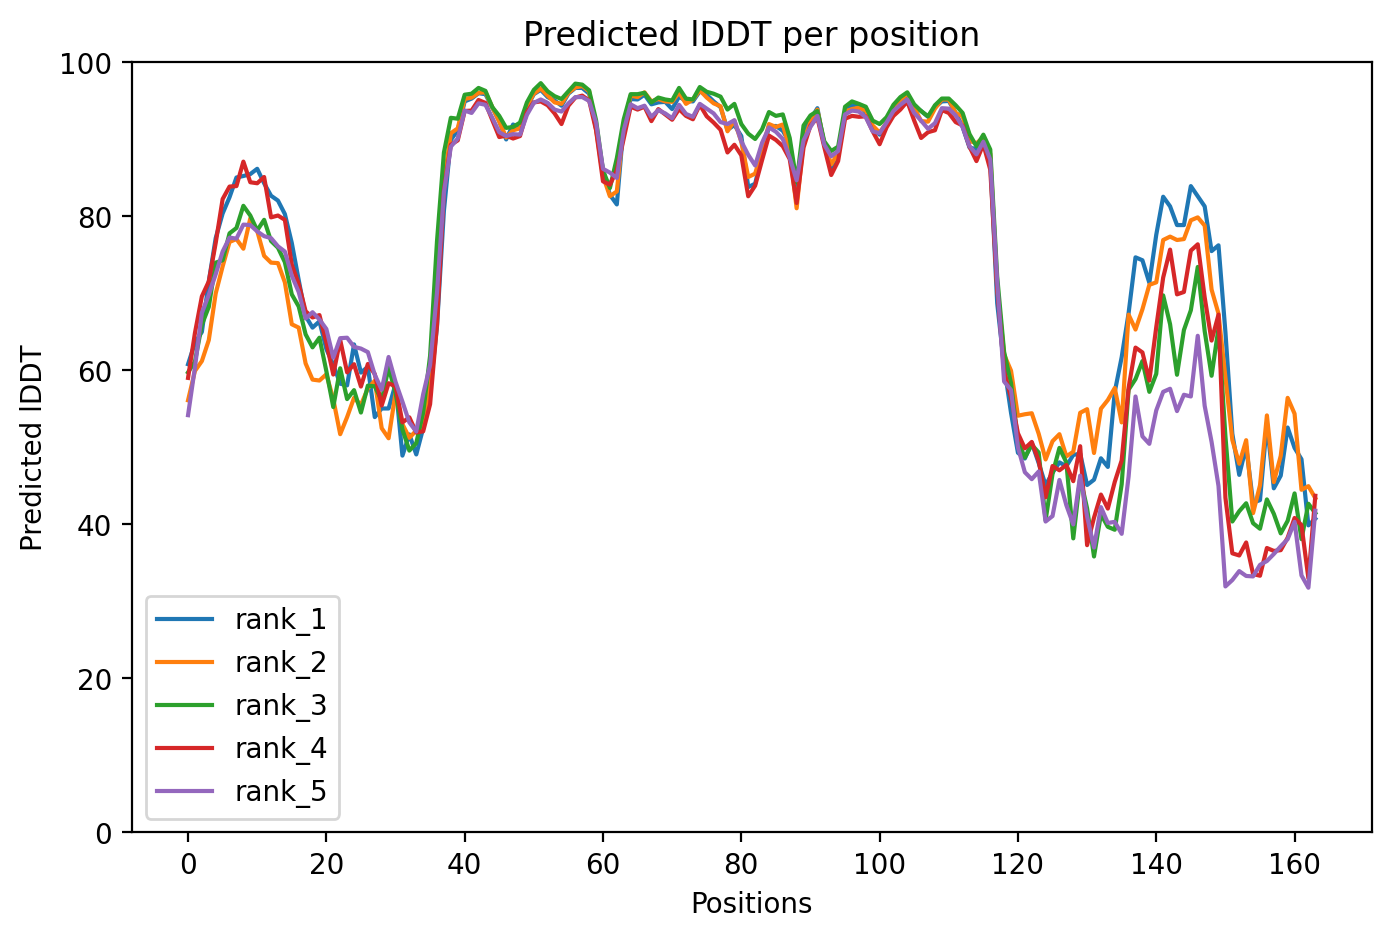 Predicted lDDT per position
100
80
60
40
20
0
Predicted lDDT
rank_1
rank_2
rank_3
rank_4
rank_5
0 20 40 60 80 100 120 140 160
Positions